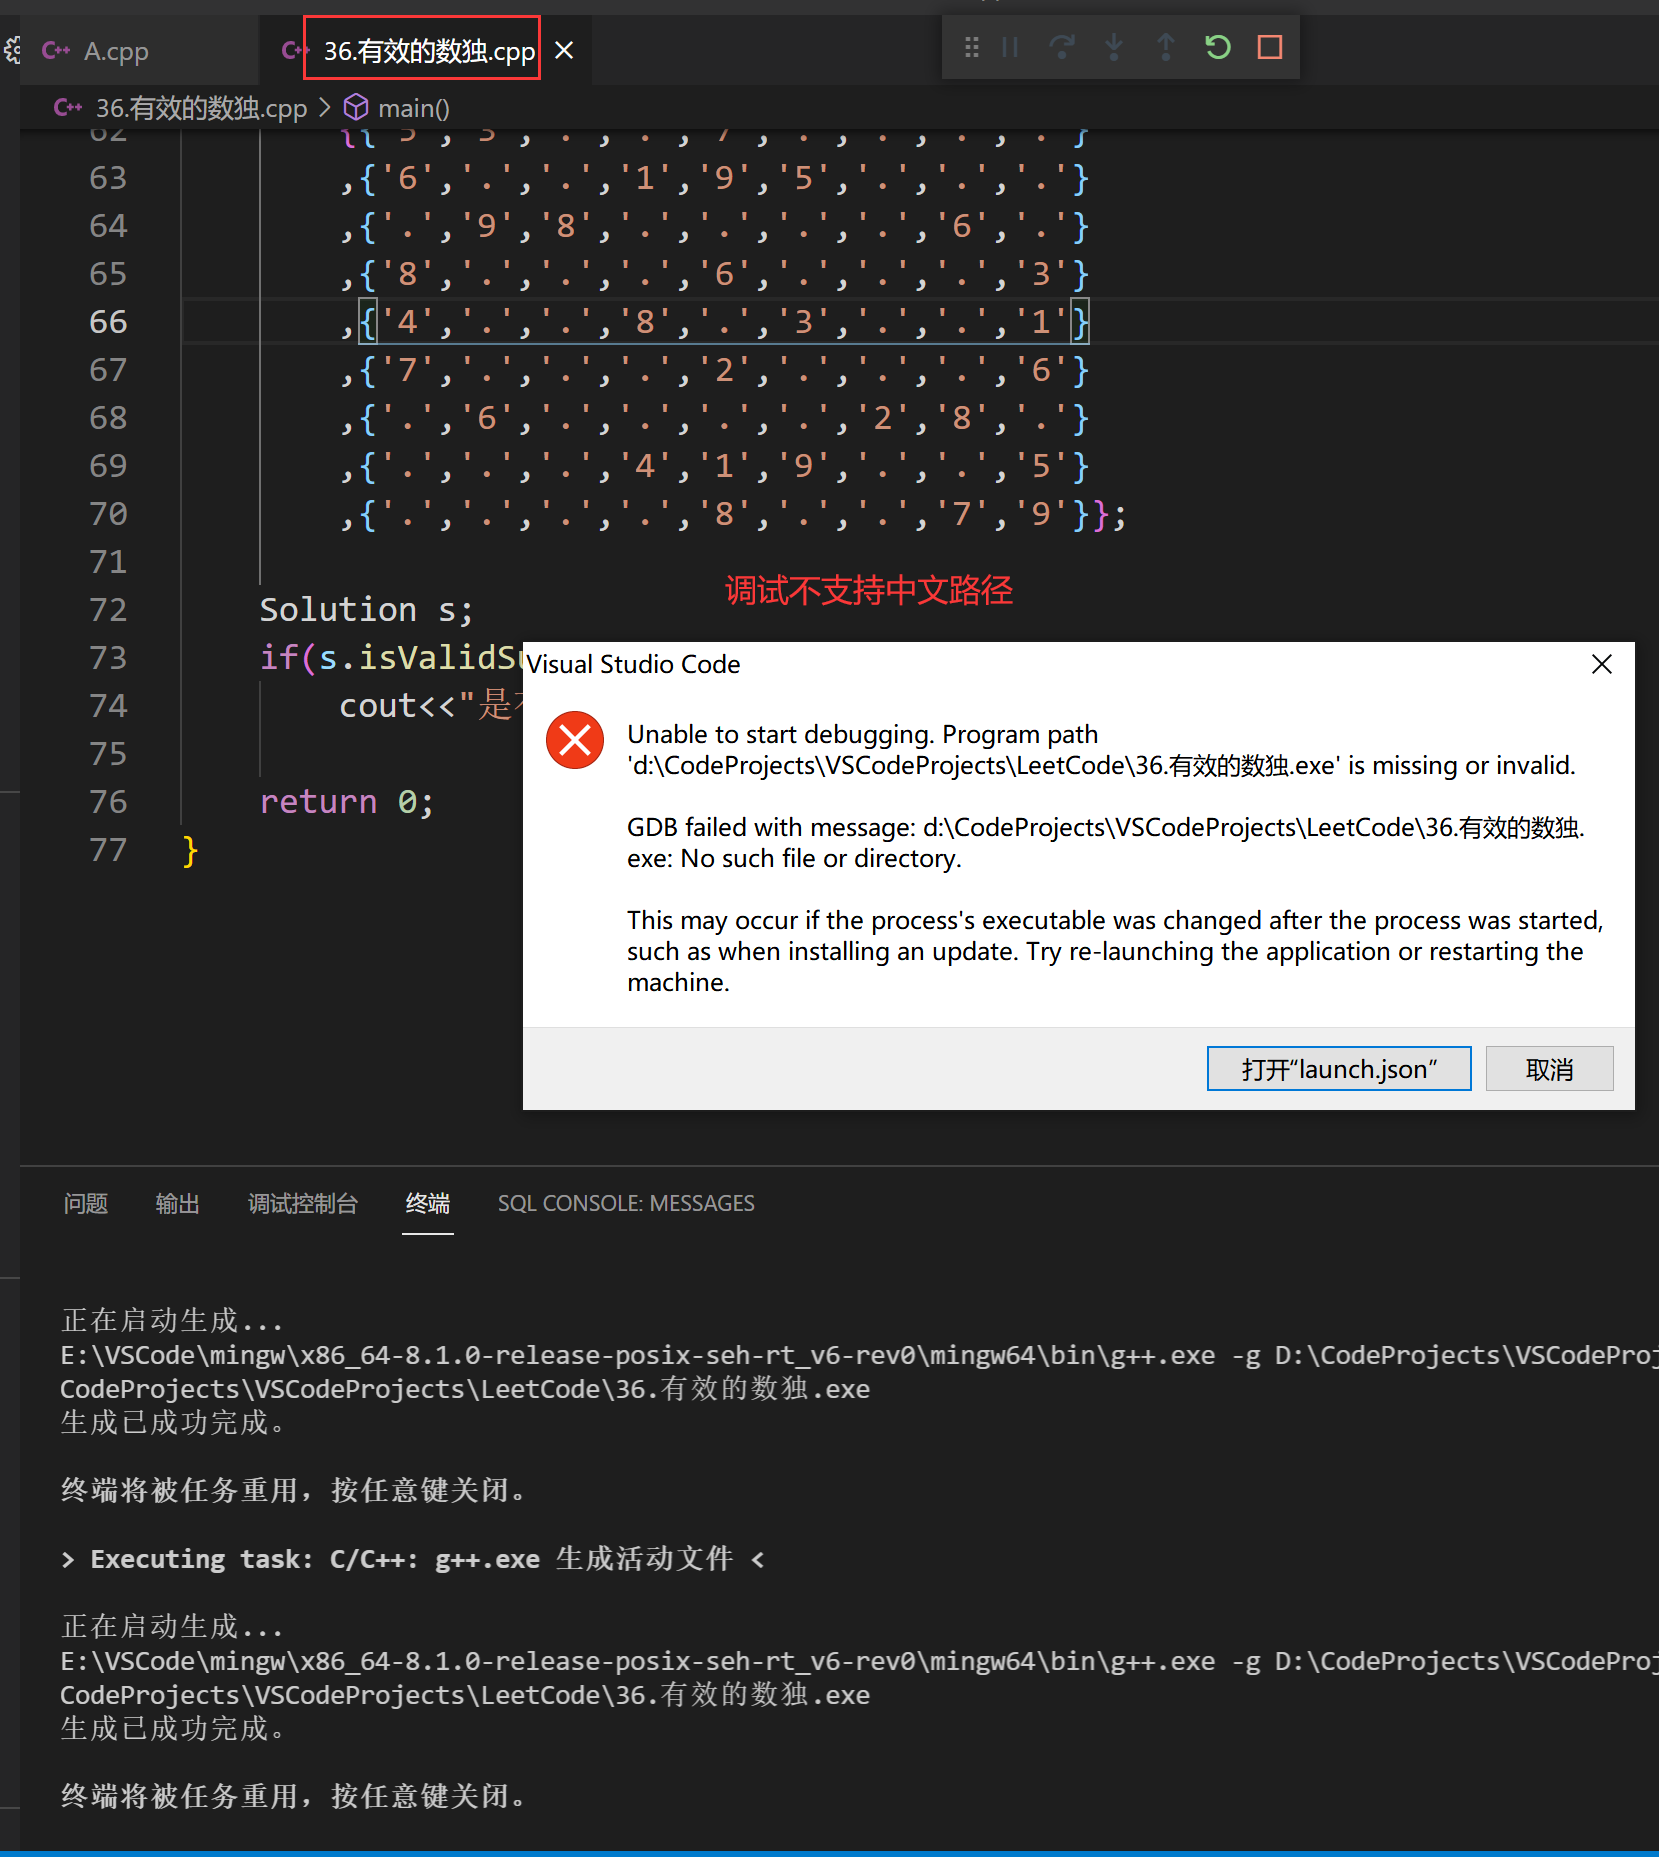 A.cpp
36.有效的数独.cpp
36.有效的数独.cpp > main()
62 {{'5','3','.','.','7','.','.','.','.'}
63 ,{'6','.','.','1','9','5','.','.','.'}
64 ,{'.','9','8','.','.','.','.','6','.'}
65 ,{'8','.','.','.','6','.','.','.','3'}
66 ,{'4','.','.','8','.','3','.','.','1'}
67 ,{'7','.','.','.','2','.','.','.','6'}
68 ,{'.','6','.','.','.','.','2','8','.'}
69 ,{'.','.','.','4','1','9','.','.','5'}
70 ,{'.','.','.','.','8','.','.','7','9'}};
71
调试不支持中文路径
72 Solution s;
73 if(s.isValidSu
74 cout<<"是
75
76 return 0;
77 }
Visual Studio Code
Unable to start debugging. Program path
'd:\CodeProjects\VSCodeProjects\LeetCode\36.有效的数独.exe' is missing or invalid.
GDB failed with message: d:\CodeProjects\VSCodeProjects\LeetCode\36.有效的数独.
exe: No such file or directory.
This may occur if the process's executable was changed after the process was started,
such as when installing an update. Try re-launching the application or restarting the
machine.
打开“launch.json”
取消
问题 输出 调试控制台 终端 SQL CONSOLE: MESSAGES
正在启动生成...
E:\VSCode\mingw\x86_64-8.1.0-release-posix-seh-rt_v6-rev0\mingw64\bin\g++.exe -g D:\CodeProjects\VSCodeProj
CodeProjects\VSCodeProjects\LeetCode\36.有效的数独.exe
生成已成功完成。
终端将被任务重用，按任意键关闭。
> Executing task: C/C++: g++.exe 生成活动文件 <
正在启动生成...
E:\VSCode\mingw\x86_64-8.1.0-release-posix-seh-rt_v6-rev0\mingw64\bin\g++.exe -g D:\CodeProjects\VSCodeProj
CodeProjects\VSCodeProjects\LeetCode\36.有效的数独.exe
生成已成功完成。
终端将被任务重用，按任意键关闭。